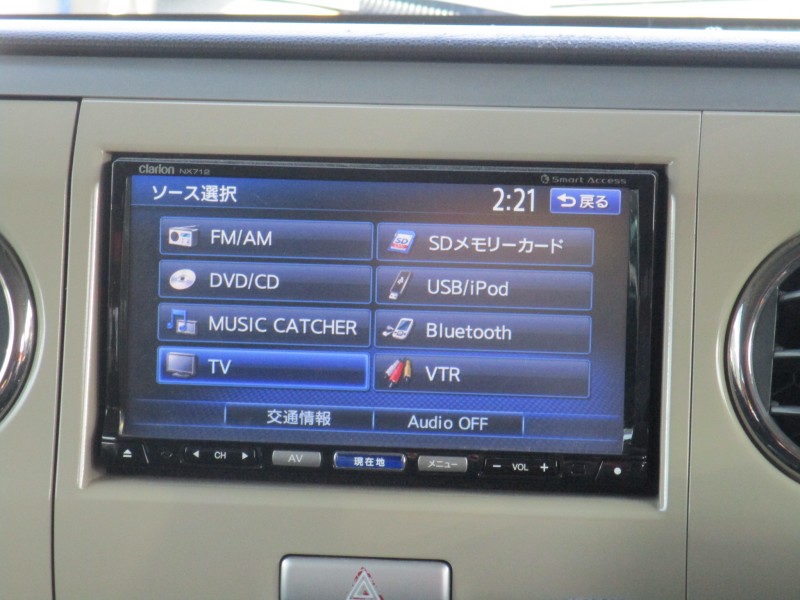 clarion NX712
Smart Access
ソース選択 2:21 戻る
FM/AM SDメモリーカード
DVD/CD USB/iPod
MUSIC CATCHER Bluetooth
TV VTR
交通情報 Audio OFF
CH AV 現在地 メニュー − VOL +